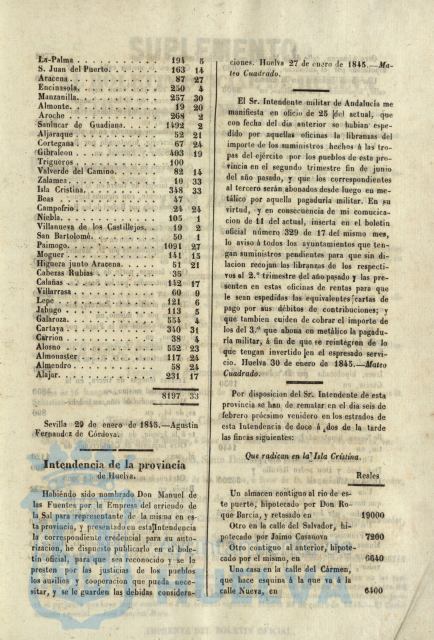 La-Palma . . . . . . . . . . 194 5
S. Juan del Puerto. . . . . . 163 14
Aracena . . . . . . . . . . 87 27
Encinasola. . . . . . . . . 250 4
Manzanilla. . . . . . . . . 257 30
Almonte. . . . . . . . . . 19 20
Aroche . . . . . . . . . . 268 2
Sanlucar de Guadiana. . . . . 1492 2
Aljaraque . . . . . . . . . 52 21
Cortegana . . . . . . . . . 67 24
Gibraleon . . . . . . . . . 403 19
Trigueros . . . . . . . . . 100
Valverde del Camino. . . . . 82 14
Zalamea. . . . . . . . . . 10 33
Isla Cristina. . . . . . . . 348 33
Beas . . . . . . . . . . . 47
Campofrio . . . . . . . . . 24 24
Niebla. . . . . . . . . . . 105 1
Villanueva de los Castillejos. . 19 2
San Bartolomé. . . . . . . . 50 1
Paimogo. . . . . . . . . . 1091 27
Moguer . . . . . . . . . . 141 15
Higuera junto Aracena. . . . . 51 21
Cabezas Rubias . . . . . . . 35
Calañas . . . . . . . . . . 142 17
Villarrasa. . . . . . . . . . 60 9
Lepe . . . . . . . . . . . 121 6
Jabugo . . . . . . . . . . 113 5
Galaroza. . . . . . . . . . 554 4
Cartaya . . . . . . . . . . 340 31
Carrion . . . . . . . . . . 38 4
Alosno . . . . . . . . . . 552 23
Almonaster . . . . . . . . . 117 24
Almendro . . . . . . . . . 58 24
Alajar. . . . . . . . . . . 231 17
8197 33
Sevilla 29 de enero de 1845.—Agustin
Fernandez de Córdova.
Intendencia de la provincia
de Huelva.
Habiéndo sido nombrado Don Manuel de
las Fuentes por la Empresa del arriendo de
la Sal para representante de la misma en es-
ta provincia, y presentado en esta Intendencia
la correspondiente credencial para su auto-
rizacion, he dispuesto publicarlo en el bole-
tin oficial, para que sea reconocido y se le
presten por las justicias de los pueblos
los ausilios y cooperacion que pueda nece-
sitar, y se le guarden las debidas considera-
ciones. Huelva 27 de enero de 1845.—Ma-
teo Cuadrado.
El Sr. Intendente militar de Andalucía me
manifiesta en oficio de 25 del actual, que
con fecha del dia anterior se habian espe-
dido por aquellas oficinas la libranzas del
importe de los suministros hechos á las tro-
pas del ejército por los pueblos de esta pro-
vincia en el segundo trimestre fin de junio
del año pasado, y que los correspondientes
al tercero serán abonados desde luego en me-
tálico por aquella pagaduría militar. En su
virtud, y en consecuencia de mi comunica-
cion de 11 del actual, inserta en el boletin
oficial número 329 de 17 del mismo mes,
lo aviso á todos los ayuntamientos que ten-
gan suministros pendientes para que sin di-
lacion recojan las libranzas de los respecti-
vos al 2.º trimestre del año pasado y las pre-
senten en estas oficinas de rentas para que
le sean espedidas las equivalentes cartas de
pago por sus débitos de contribuciones; y
que tambien cuiden de cobrar el importe de
los del 3.º que abona en metálico la pagadu-
ría militar, á fin de que se reintegren de lo
que tengan invertido en el espresado servi-
cio. Huelva 30 de enero de 1845.—Mateo
Cuadrado.
Por disposicion del Sr. Intendente de esta
provincia se han de rematar en el dia seis de
febrero prócsimo venidero en los estrados de
esta Intendencia de doce á dos de la tarde
las fincas siguientes:
Que radican en la Isla Cristina.
Reales
Un almacen contiguo al rio de es-
te puerto, hipotecado por Don Ro-
que Barcia, y retasado en 19000
Otro en la calle del Salvador, hi-
potecado por Jaime Casanova 7200
Otro contiguo al anterior, hipote-
cado por el mismo, en 6640
Una casa en la calle del Cármen,
que hace esquina á la que va á la
calle Nueva, en 6400